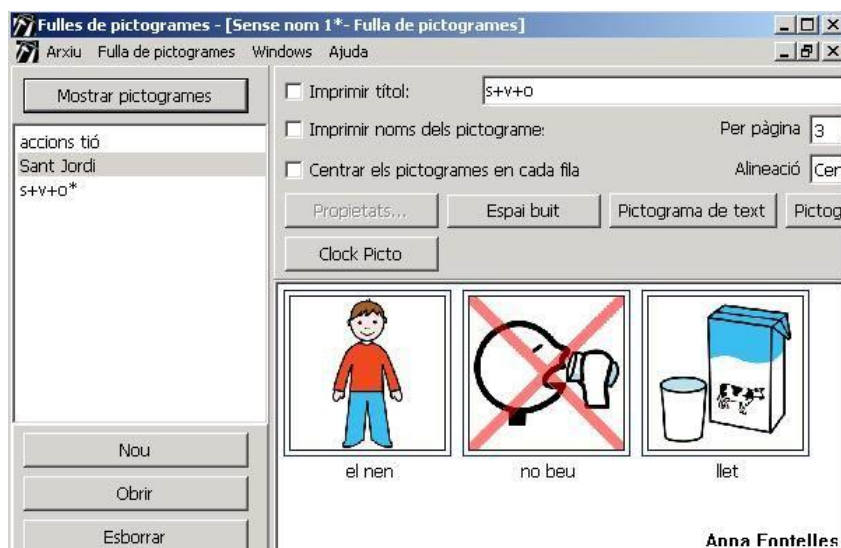 Fulles de pictogrames - [Sense nom 1*- Fulla de pictogrames]
Arxiu Fulla de pictogrames Windows Ajuda
Mostrar pictogrames
accions tió
Sant Jordi
s+v+o*
Nou
Obrir
Esborrar
Imprimir títol: s+v+o
Imprimir noms dels pictograme: Per pàgina 3
Centrar els pictogrames en cada fila Alineació Cer
Propietats... Espai buit Pictograma de text Pictog
Clock Picto
el nen no beu llet
Anna Fontelles